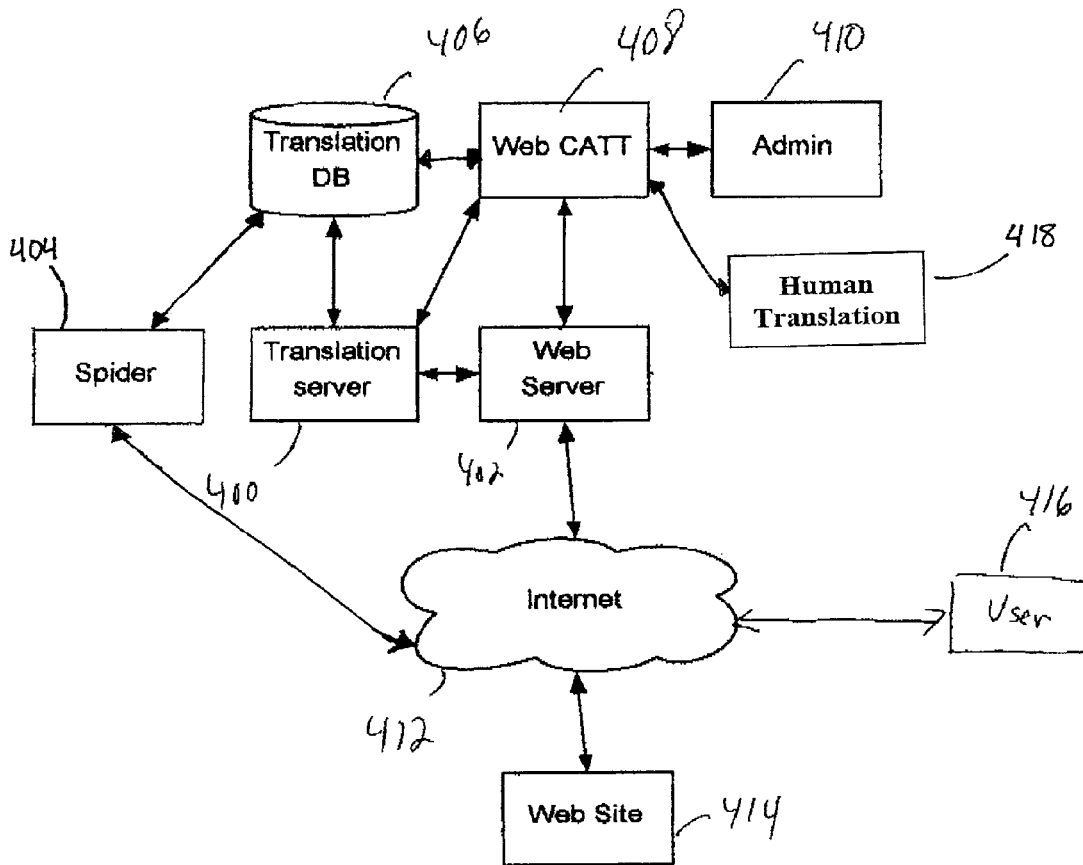 406
408
410
Translation
DB
Web CATT
Admin
404
418
Human
Translation
Spider
Translation
server
Web
Server
400
402
416
Internet
User
412
Web Site
414